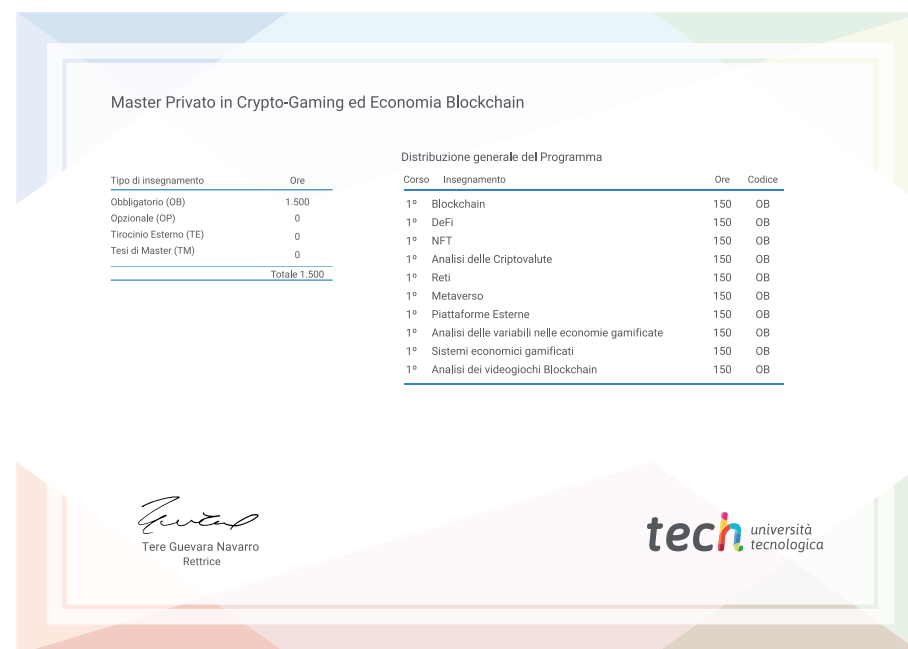 Master Privato in Crypto-Gaming ed Economia Blockchain
Tipo di insegnamento Ore
Obbligatorio (OB) 1.500
Opzionale (OP) 0
Tirocinio Esterno (TE) 0
Tesi di Master (TM) 0
Totale 1.500
Distribuzione generale del Programma
Corso Insegnamento Ore Codice
1º Blockchain 150 OB
1º DeFi 150 OB
1º NFT 150 OB
1º Analisi delle Criptovalute 150 OB
1º Reti 150 OB
1º Metaverso 150 OB
1º Piattaforme Esterne 150 OB
1º Analisi delle variabili nelle economie gamificate 150 OB
1º Sistemi economici gamificati 150 OB
1º Analisi dei videogiochi Blockchain 150 OB
Tere Guevara Navarro
Rettrice
tech università
tecnologica